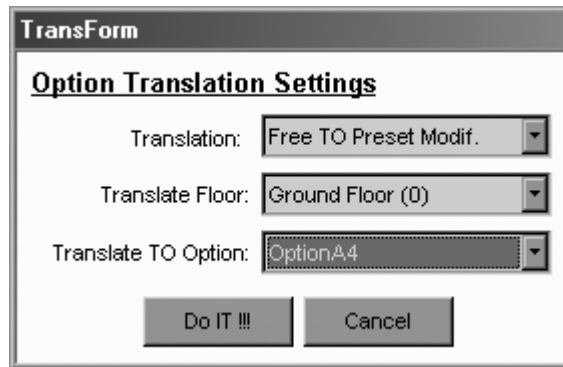 TransForm
Option Translation Settings
Translation: Free TO Preset Modif.
Translate Floor: Ground Floor (0)
Translate TO Option: OptionA4
Do IT !!! Cancel